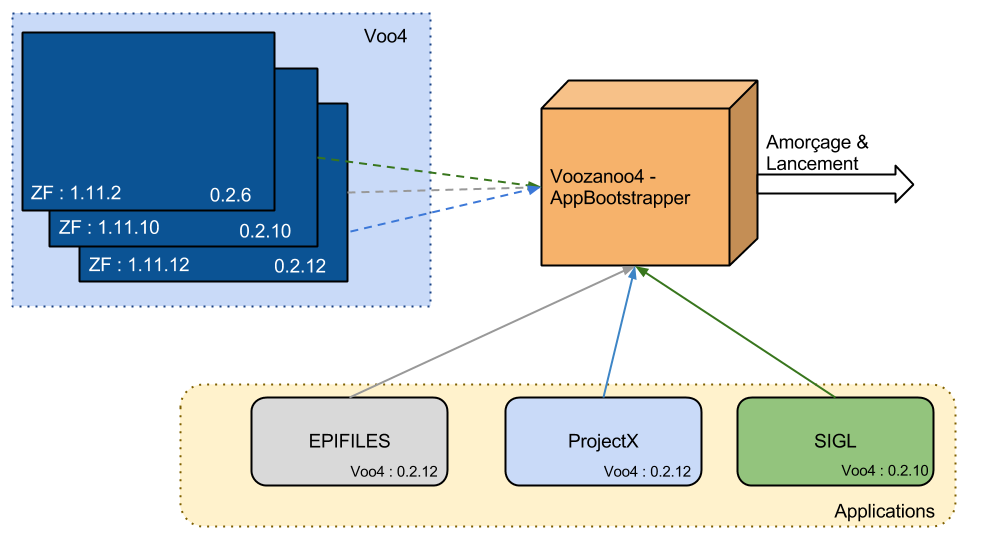 Voo4
ZF : 1.11.2
0.2.6
ZF : 1.11.10
0.2.10
ZF : 1.11.12
0.2.12
Voozanoo4 -
AppBootstrapper
Amorçage &
Lancement
EPIFILES
Voo4 : 0.2.12
ProjectX
Voo4 : 0.2.12
SIGL
Voo4 : 0.2.10
Applications